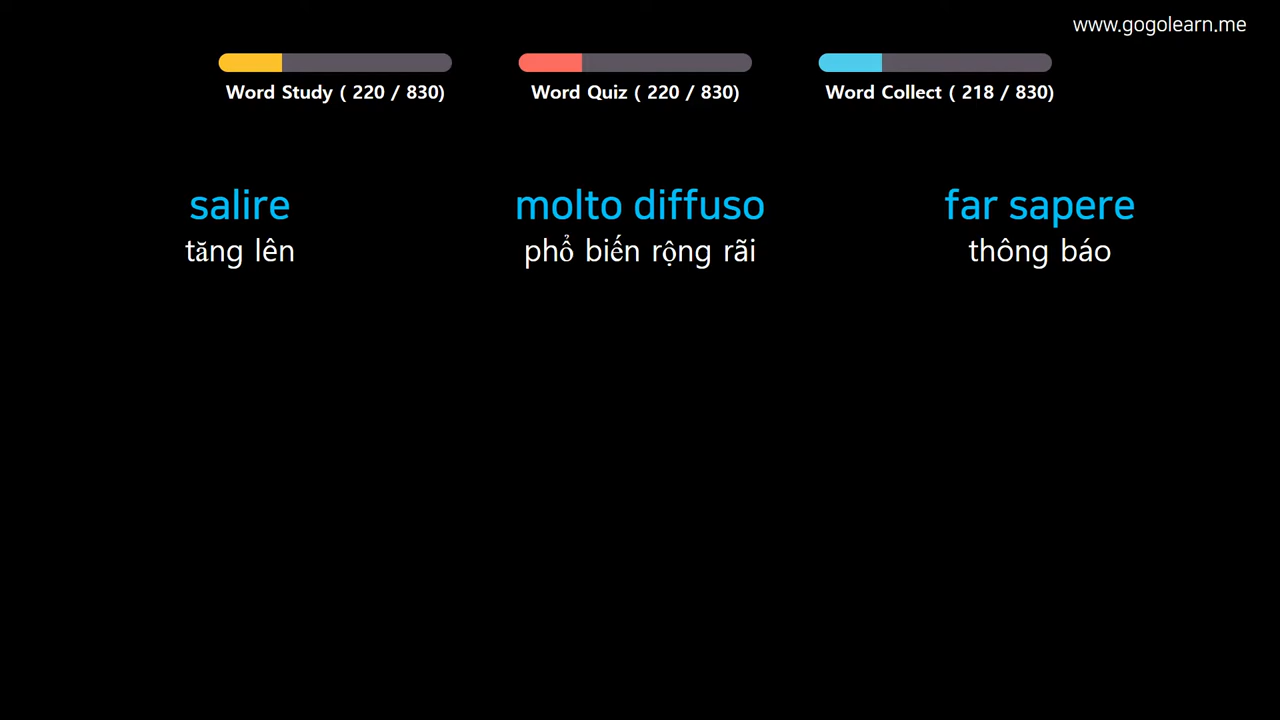 www.gogolearn.me
Word Study ( 220 / 830)
Word Quiz ( 220 / 830)
Word Collect ( 218 / 830)
salire
tăng lên
molto diffuso
phổ biến rộng rãi
far sapere
thông báo